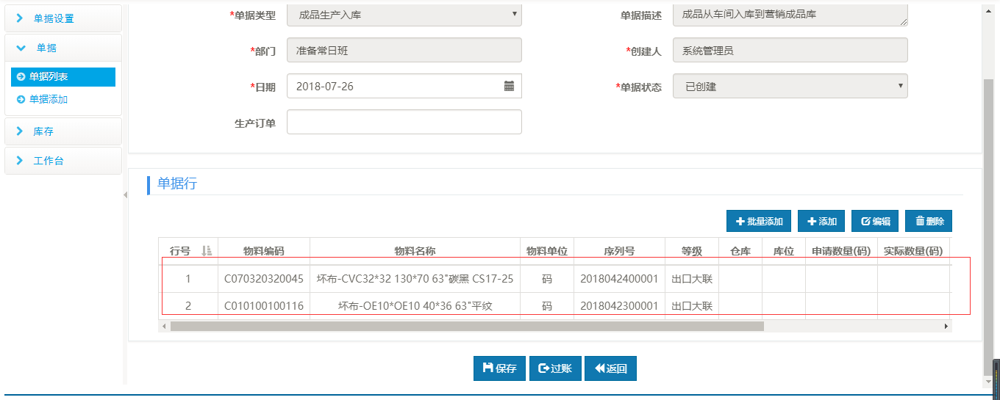 单据设置
单据
单据列表
单据添加
库存
工作台
*单据类型 成品生产入库 单据描述 成品从车间入库到营销成品库
*部门 准备常日班 *创建人 系统管理员
*日期 2018-07-26 *单据状态 已创建
生产订单
单据行
批量添加 添加 编辑 删除
行号 物料编码 物料名称 物料单位 序列号 等级 仓库 库位 申请数量(码) 实际数量(码)
1 C070320320045 坯布-CVC32*32 130*70 63"碳黑 CS17-25 码 2018042400001 出口大联
2 C010100100116 坯布-OE10*OE10 40*36 63"平纹 码 2018042300001 出口大联
保存 过账 返回